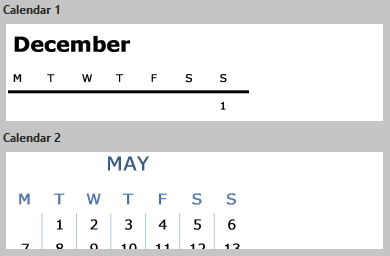 Calendar 1
December
M T W T F S S
1
Calendar 2
MAY
M T W T F S S
1 2 3 4 5 6
7 8 9 10 11 12 13